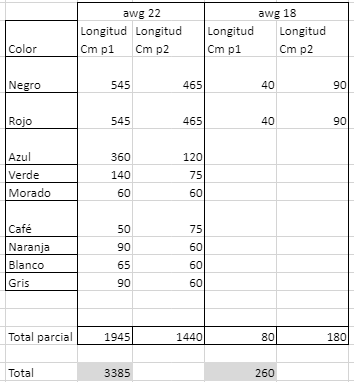 awg 22 awg 18
Longitud Longitud Longitud Longitud
Color Cm p1 Cm p2 Cm p1 Cm p2
Negro 545 465 40 90
Rojo 545 465 40 90
Azul 360 120
Verde 140 75
Morado 60 60
Café 50 75
Naranja 90 60
Blanco 65 60
Gris 90 60
Total parcial 1945 1440 80 180
Total 3385 260